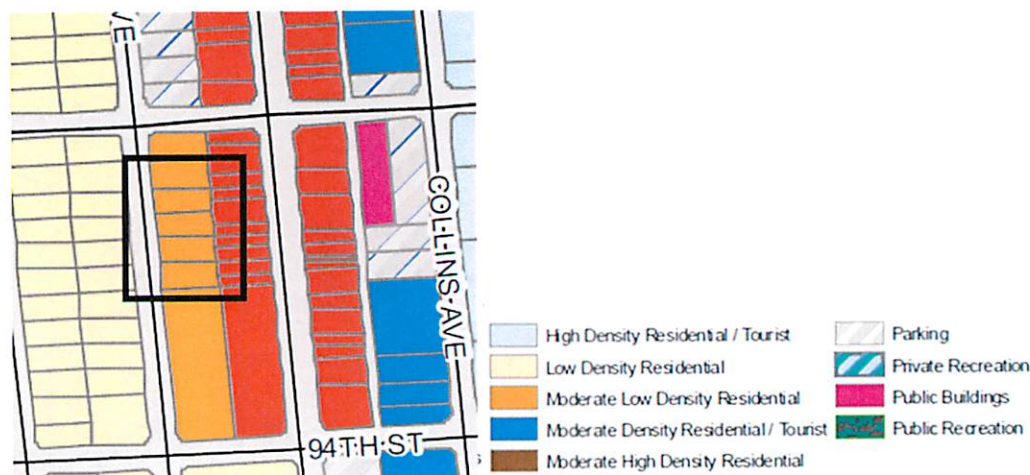 VE
COLLINS AVE
94TH ST
High Density Residential / Tourist
Low Density Residential
Moderate Low Density Residential
Moderate Density Residential / Tourist
Moderate High Density Residential
Parking
Private Recreation
Public Buildings
Public Recreation